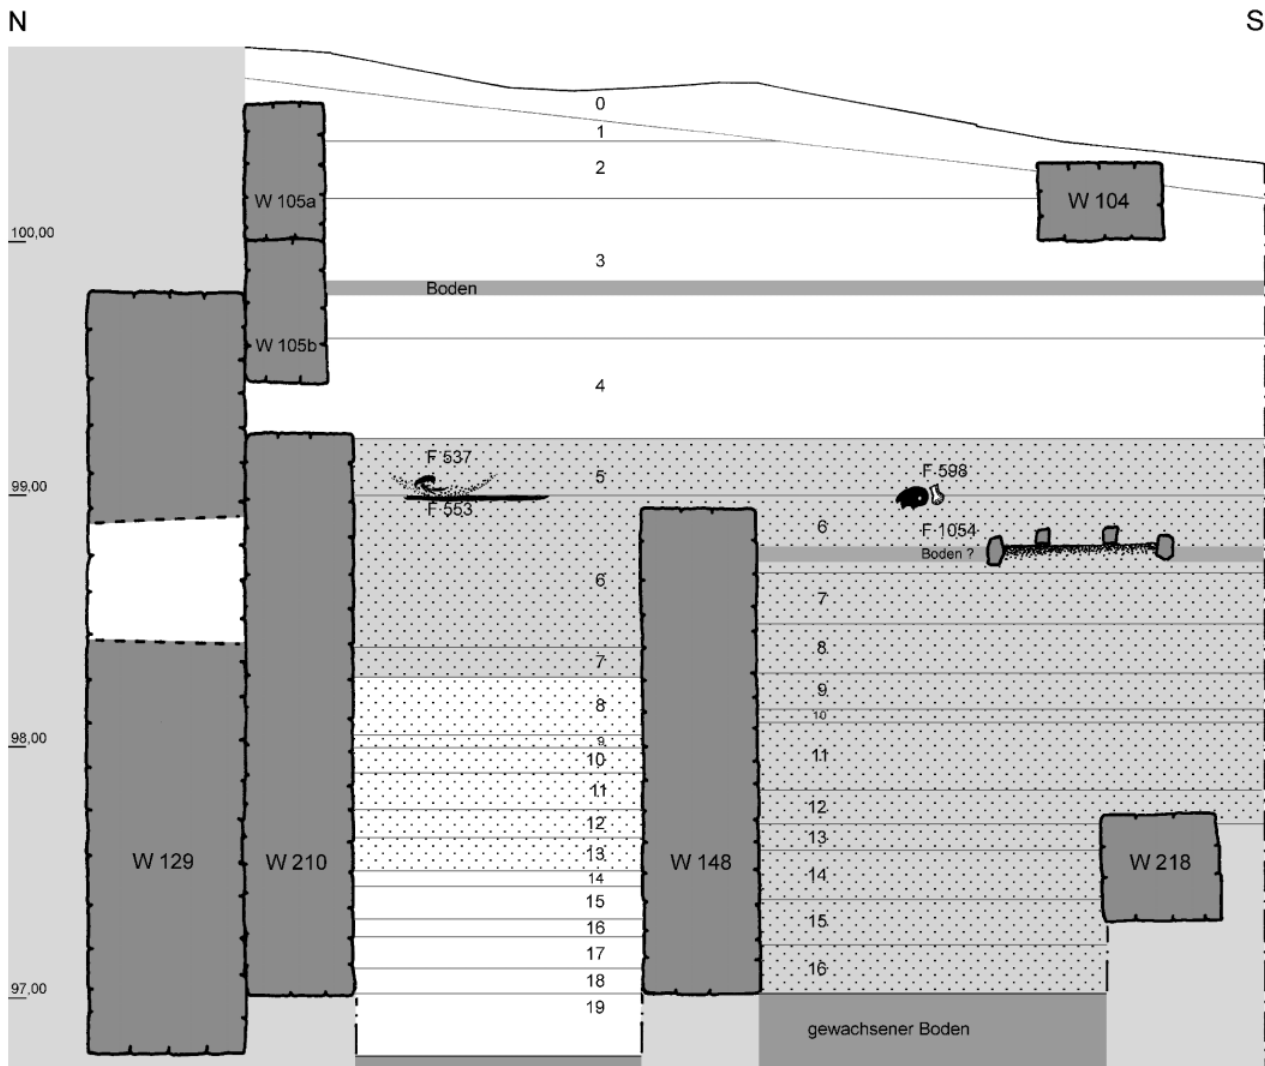 N
S
0
1
2
W 105a
W 104
100,00
3
Boden
W 105b
4
F 537
5
F 598
99,00
F 553
6
F 1054
Boden ?
6
7
7
8
8
9
10
9
98,00
10
11
11
12
12
13
13
W 129
W 210
W 148
W 218
14
14
15
15
16
17
16
18
97,00
19
gewachsener Boden